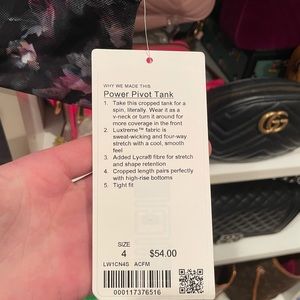 WHY WE MADE THIS
Power Pivot Tank
1. Take this cropped tank for a
spin, literally. Wear it as a
v-neck or turn it around for
more coverage in the front
2. Luxtreme™ fabric is
sweat-wicking and four-way
stretch with a cool, smooth
feel
3. Added Lycra® fibre for stretch
and shape retention
4. Cropped length pairs perfectly
with high-rise bottoms
5. Tight fit
SIZE
4 $54.00
LW1CN4S ACFM
000117376516